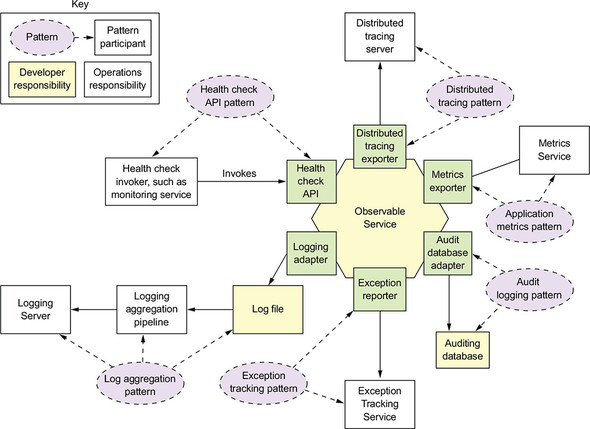 Key
Pattern
Pattern
participant
Developer
responsibility
Operations
responsibility
Distributed
tracing server
Distributed
tracing pattern
Health check
API pattern
Distributed
tracing
exporter
Metrics
Service
Health check
invoker, such as
monitoring service
Invokes
Health
check
API
Metrics
exporter
Observable
Service
Application
metrics pattern
Logging
adapter
Audit
database
adapter
Exception
reporter
Audit
logging pattern
Logging
Server
Logging
aggregation
pipeline
Log file
Auditing
database
Log aggregation
pattern
Exception
tracking pattern
Exception
Tracking
Service